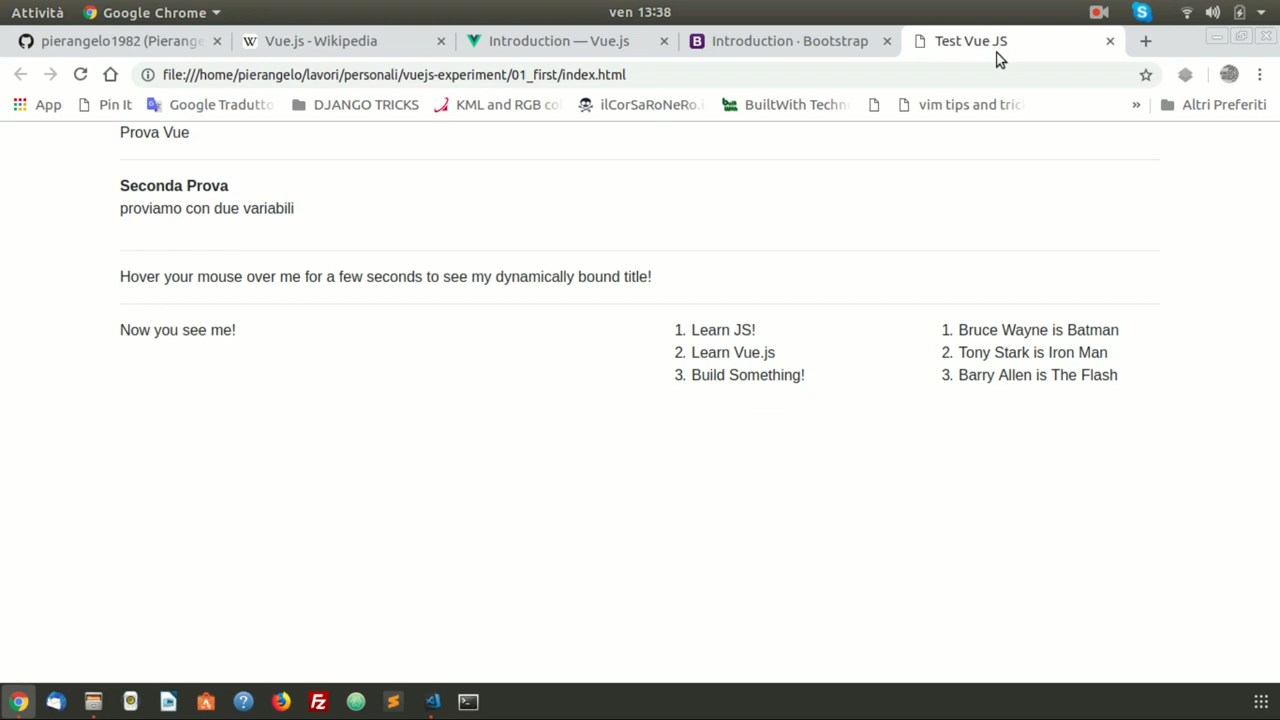 Attività Google Chrome ven 13:38
pierangelo1982 (Pierange Vue.js - Wikipedia Introduction — Vue.js Introduction · Bootstrap Test Vue JS
file:///home/pierangelo/lavori/personali/vuejs-experiment/01_first/index.html
App Pin It Google Tradutto DJANGO TRICKS KML and RGB co ilCorSaRoNeRo.i BuiltWith Techn vim tips and tric » Altri Preferiti
Prova Vue
Seconda Prova
proviamo con due variabili
Hover your mouse over me for a few seconds to see my dynamically bound title!
Now you see me!
1. Learn JS!
2. Learn Vue.js
3. Build Something!
1. Bruce Wayne is Batman
2. Tony Stark is Iron Man
3. Barry Allen is The Flash